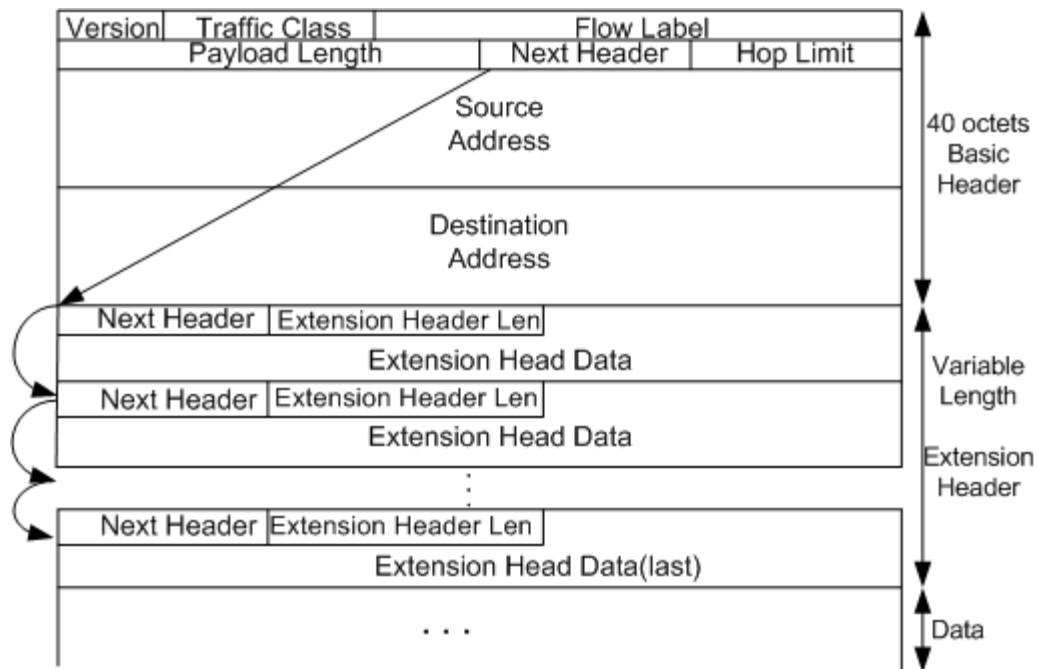 Version Traffic Class Flow Label
Payload Length Next Header Hop Limit
Source
Address
40 octets
Basic
Header
Destination
Address
Next Header Extension Header Len
Extension Head Data
Next Header Extension Header Len
Extension Head Data
Variable
Length
Extension
Header
⋮
Next Header Extension Header Len
Extension Head Data(last)
. . .
Data